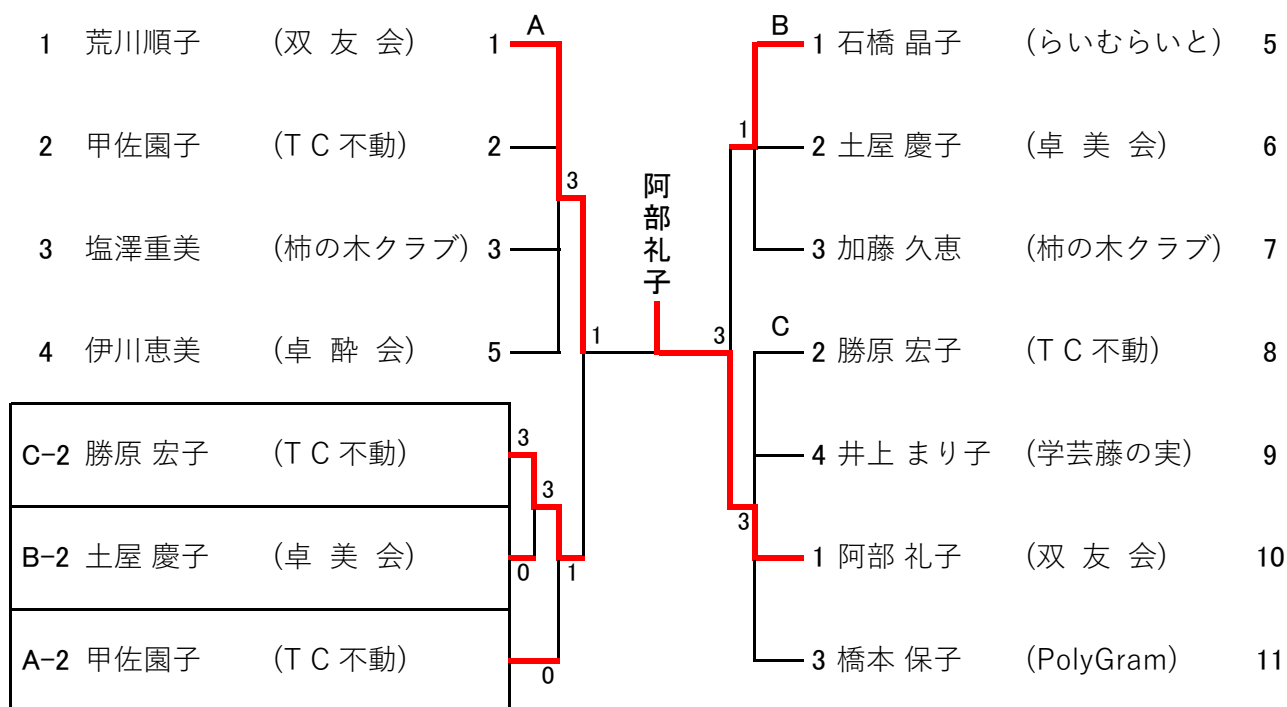 A
1 荒川順子 (双 友 会) 1
2 甲佐園子 (T C 不動) 2
3 塩澤重美 (柿の木クラブ) 3
4 伊川恵美 (卓 酔 会) 5
3
1
C-2 勝原 宏子 (T C 不動) 3
3
B-2 土屋 慶子 (卓 美 会) 0
1
A-2 甲佐園子 (T C 不動) 0
阿部礼子
B
1 石橋 晶子 (らいむらいと) 5
1
2 土屋 慶子 (卓 美 会) 6
3 加藤 久恵 (柿の木クラブ) 7
3
C
2 勝原 宏子 (T C 不動) 8
4 井上 まり子 (学芸藤の実) 9
3
1 阿部 礼子 (双 友 会) 10
3 橋本 保子 (PolyGram) 11